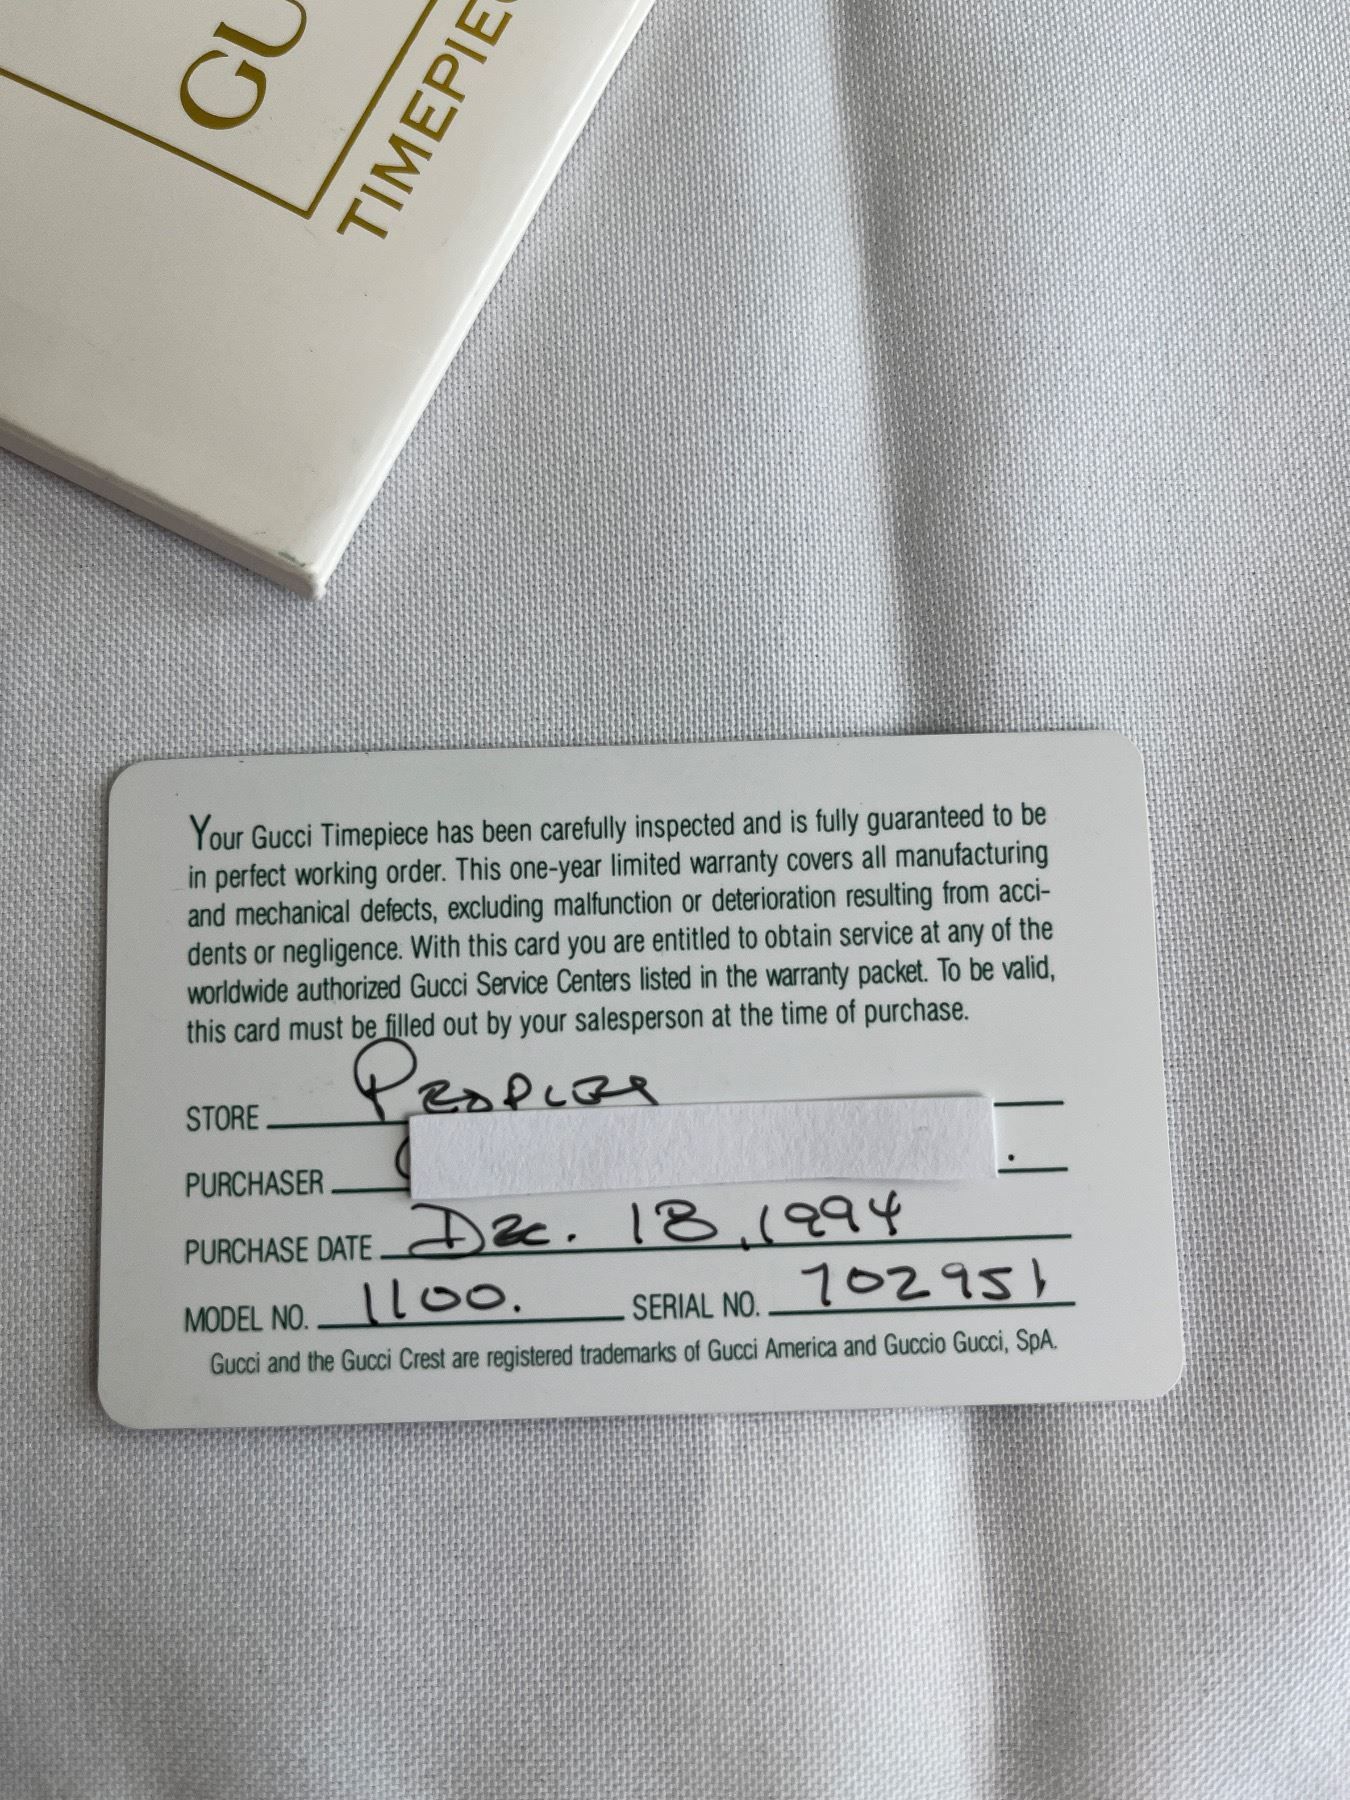 GU
TIMEPIEC
Your Gucci Timepiece has been carefully inspected and is fully guaranteed to be
in perfect working order. This one-year limited warranty covers all manufacturing
and mechanical defects, excluding malfunction or deterioration resulting from acci-
dents or negligence. With this card you are entitled to obtain service at any of the
worldwide authorized Gucci Service Centers listed in the warranty packet. To be valid,
this card must be filled out by your salesperson at the time of purchase.
STORE Peoples
PURCHASER
PURCHASE DATE Dec. 18, 1994
MODEL NO. 1100. SERIAL NO. 702951
Gucci and the Gucci Crest are registered trademarks of Gucci America and Guccio Gucci, SpA.